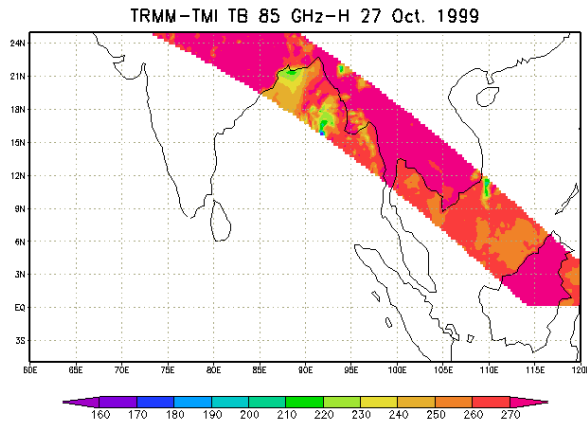 TRMM-TMI TB 85 GHz-H 27 Oct. 1999
24N
21N
18N
15N
12N
9N
6N
3N
EQ
3S
60E 65E 70E 75E 80E 85E 90E 95E 100E 105E 110E 115E 120E
160 170 180 190 200 210 220 230 240 250 260 270